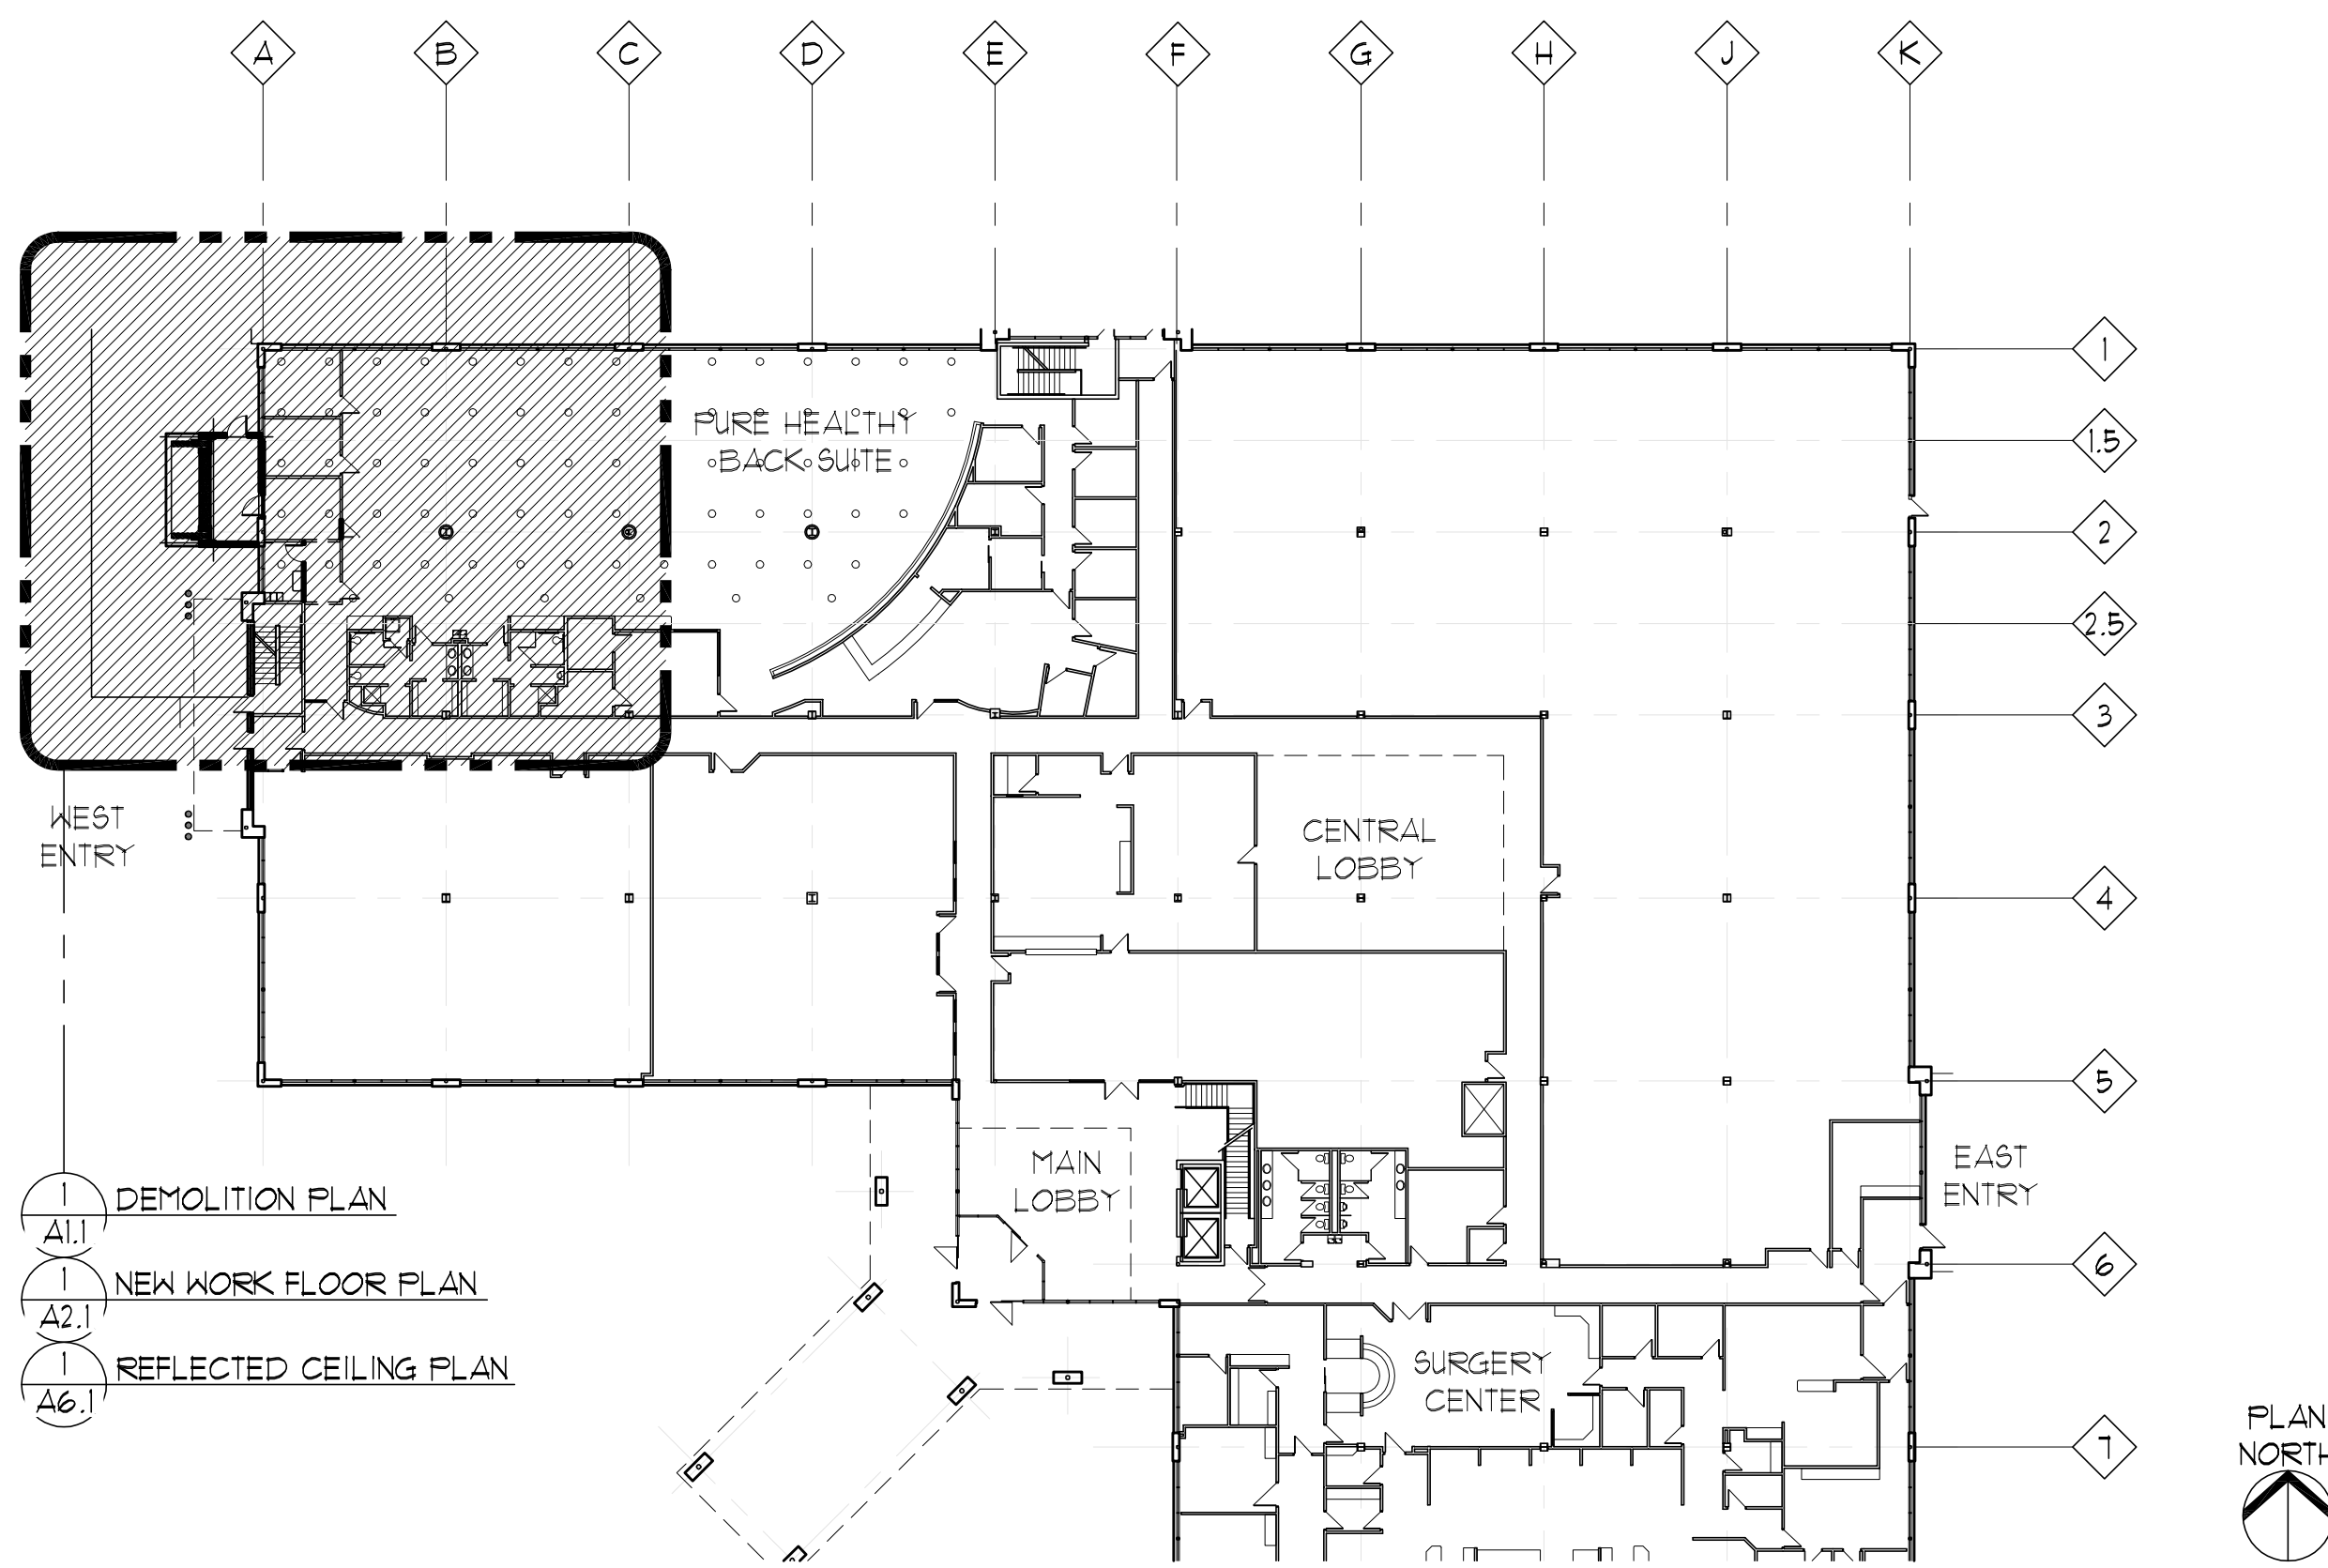 A B C D E F G H J K
1
PURE HEALTHY
BACK SUITE
1.5
2
2.5
3
WEST
ENTRY
CENTRAL
LOBBY
4
5
MAIN
LOBBY
EAST
ENTRY
1
DEMOLITION PLAN
A1.1
6
1
NEW WORK FLOOR PLAN
A2.1
1
REFLECTED CEILING PLAN
A6.1
SURGERY
CENTER
7
PLAN
NORTH